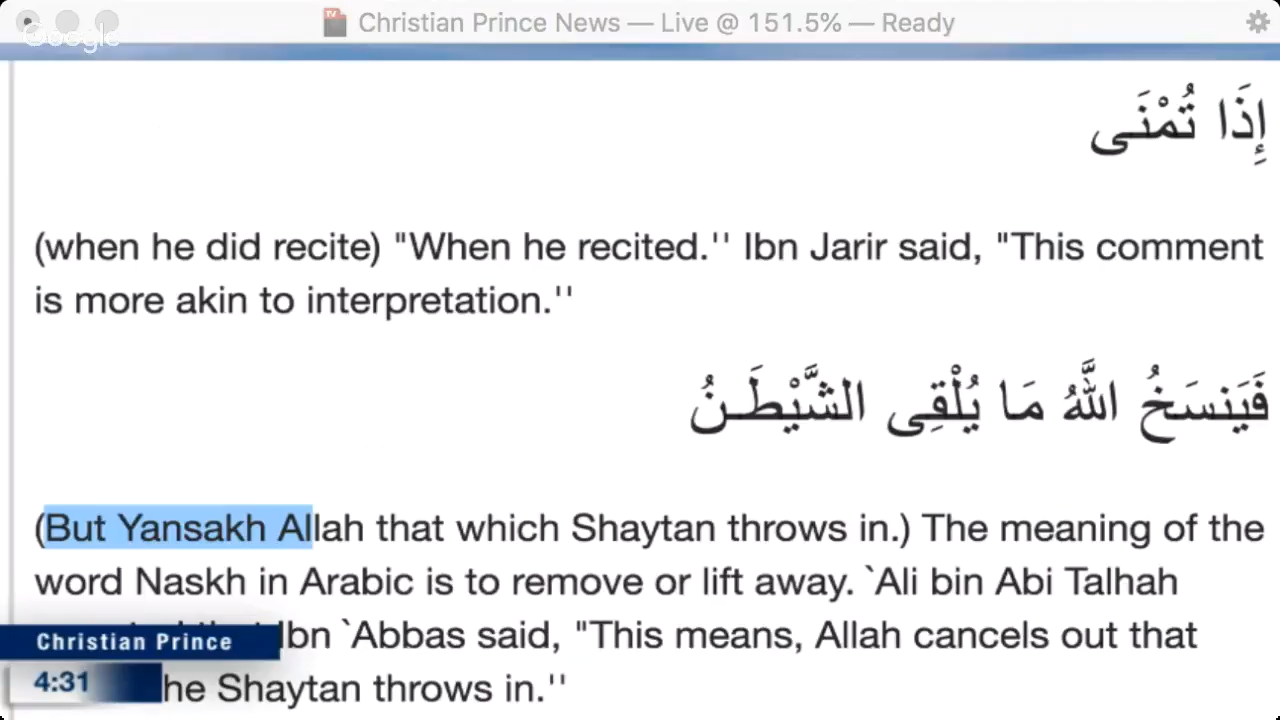 Christian Prince News — Live @ 151.5% — Ready
Google
إِذَا تُمْنَـى
(when he did recite) "When he recited.'' Ibn Jarir said, "This comment
is more akin to interpretation.''
فَيَنسَخُ اللَّهُ مَا يُلْقِى الشَّيْطَـنُ
(But Yansakh Allah that which Shaytan throws in.) The meaning of the
word Naskh in Arabic is to remove or lift away. `Ali bin Abi Talhah
Ibn `Abbas said, "This means, Allah cancels out that
he Shaytan throws in.''
Christian Prince
4:31